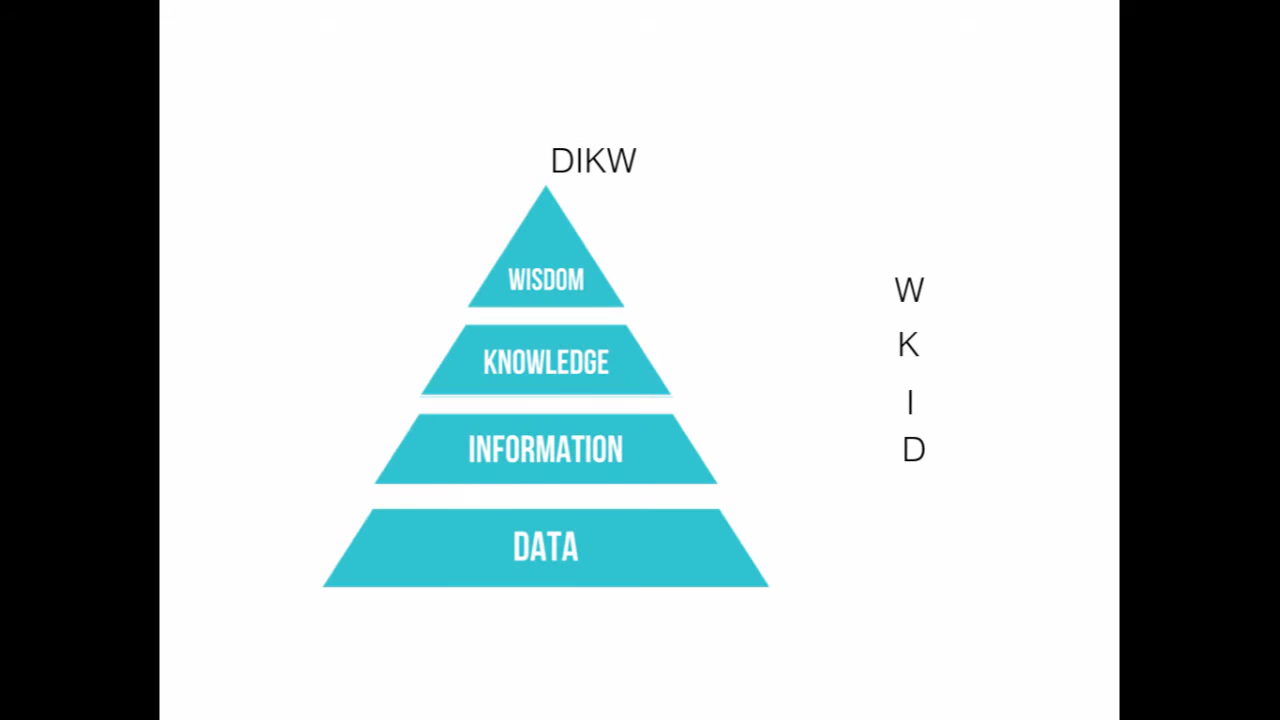 DIKW
WISDOM
KNOWLEDGE
INFORMATION
DATA
W
K
I
D